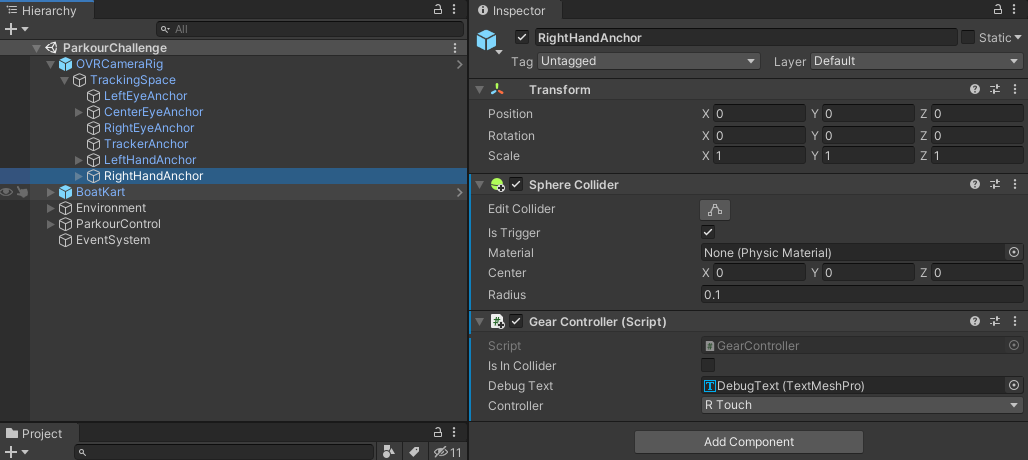 Hierarchy
All
ParkourChallenge
OVRCameraRig
TrackingSpace
LeftEyeAnchor
CenterEyeAnchor
RightEyeAnchor
TrackerAnchor
LeftHandAnchor
RightHandAnchor
BoatKart
Environment
ParkourControl
EventSystem
Project
11
Inspector
RightHandAnchor Static
Tag Untagged Layer Default
Transform
Position X 0 Y 0 Z 0
Rotation X 0 Y 0 Z 0
Scale X 1 Y 1 Z 1
Sphere Collider
Edit Collider
Is Trigger
Material None (Physic Material)
Center X 0 Y 0 Z 0
Radius 0.1
# Gear Controller (Script)
Script # GearController
Is In Collider
Debug Text T DebugText (TextMeshPro)
Controller R Touch
Add Component